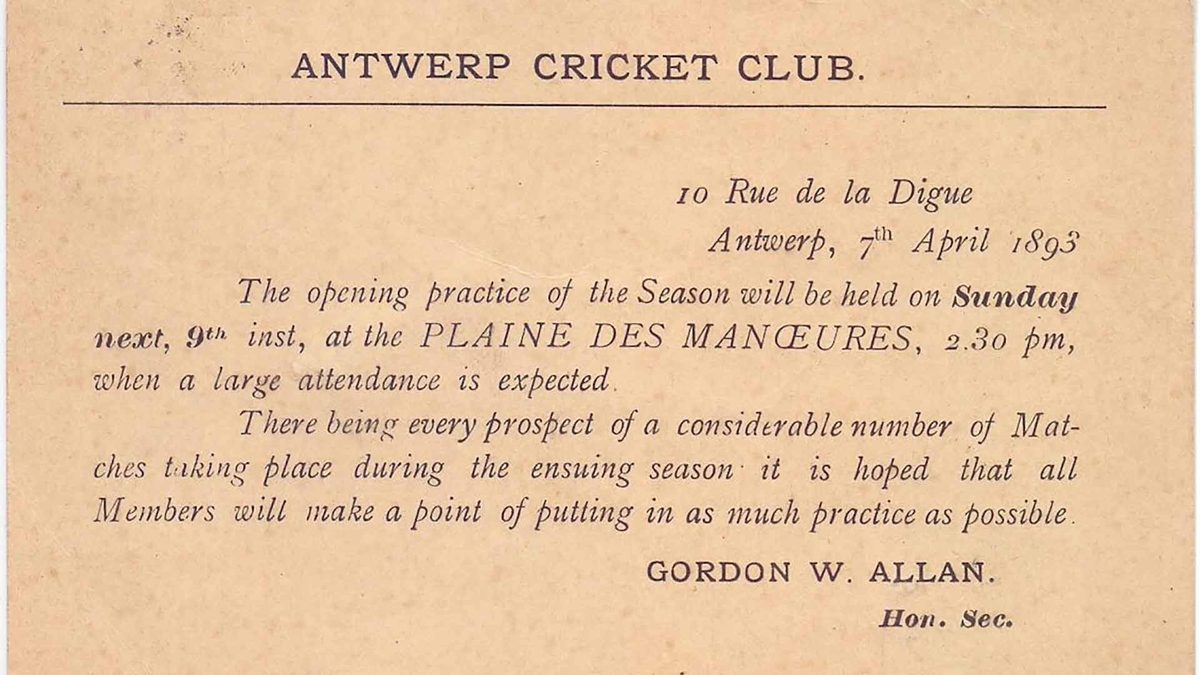 ANTWERP CRICKET CLUB.
10 Rue de la Digue
Antwerp, 7th April 1893
The opening practice of the Season will be held on Sunday
next, 9th inst, at the PLAINE DES MANŒURES, 2.30 pm,
when a large attendance is expected.
There being every prospect of a considerable number of Mat-
ches taking place during the ensuing season it is hoped that all
Members will make a point of putting in as much practice as possible.
GORDON W. ALLAN.
Hon. Sec.